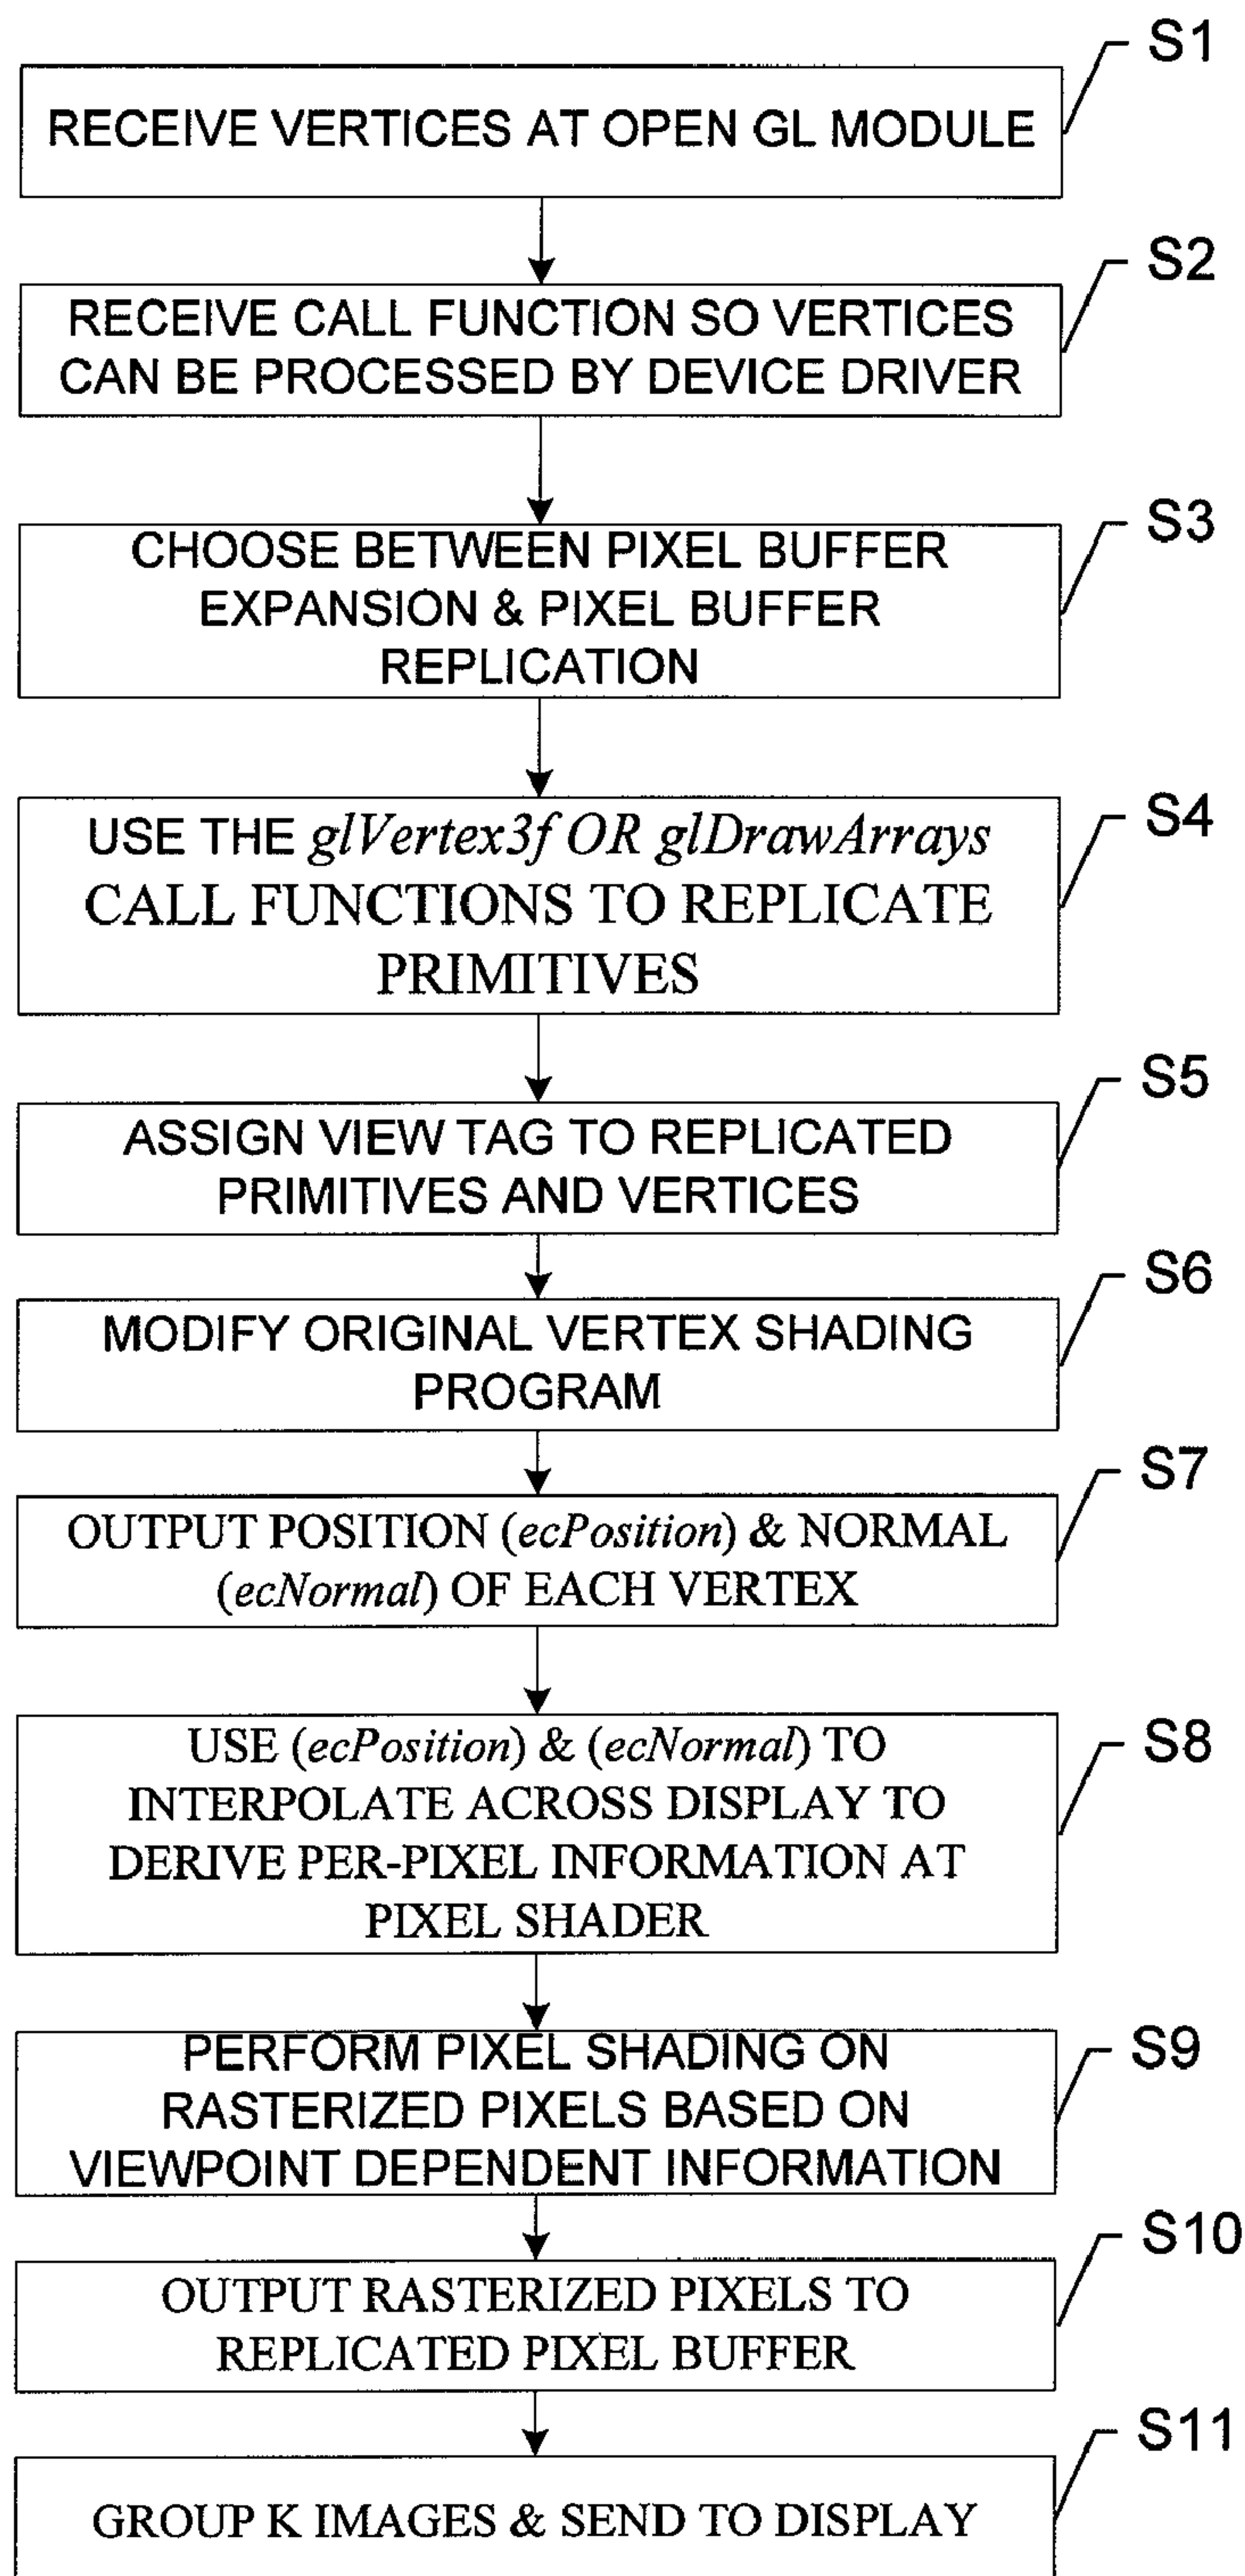 S1
RECEIVE VERTICES AT OPEN GL MODULE
S2
RECEIVE CALL FUNCTION SO VERTICES
CAN BE PROCESSED BY DEVICE DRIVER
S3
CHOOSE BETWEEN PIXEL BUFFER
EXPANSION & PIXEL BUFFER
REPLICATION
S4
USE THE glVertex3f OR glDrawArrays
CALL FUNCTIONS TO REPLICATE
PRIMITIVES
S5
ASSIGN VIEW TAG TO REPLICATED
PRIMITIVES AND VERTICES
S6
MODIFY ORIGINAL VERTEX SHADING
PROGRAM
S7
OUTPUT POSITION (ecPosition) & NORMAL
(ecNormal) OF EACH VERTEX
S8
USE (ecPosition) & (ecNormal) TO
INTERPOLATE ACROSS DISPLAY TO
DERIVE PER-PIXEL INFORMATION AT
PIXEL SHADER
S9
PERFORM PIXEL SHADING ON
RASTERIZED PIXELS BASED ON
VIEWPOINT DEPENDENT INFORMATION
S10
OUTPUT RASTERIZED PIXELS TO
REPLICATED PIXEL BUFFER
S11
GROUP K IMAGES & SEND TO DISPLAY